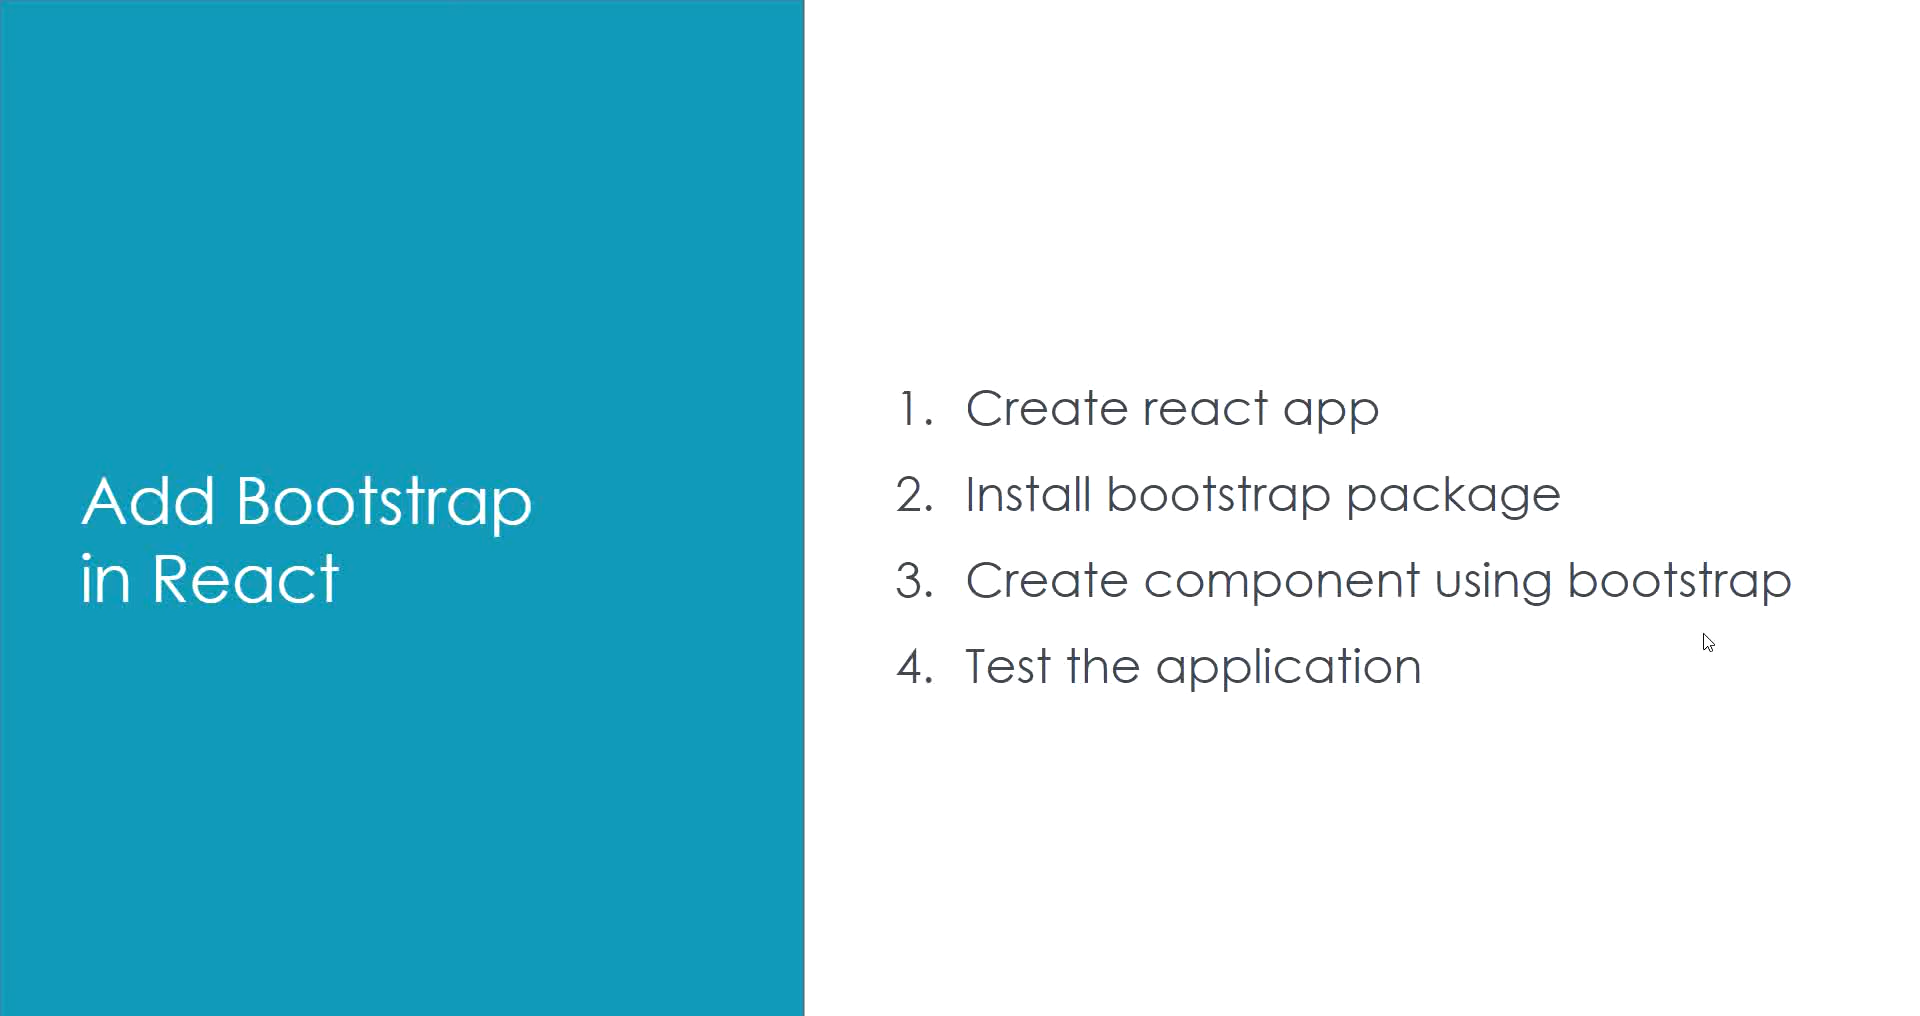 Add Bootstrap
in React
1. Create react app
2. Install bootstrap package
3. Create component using bootstrap
4. Test the application